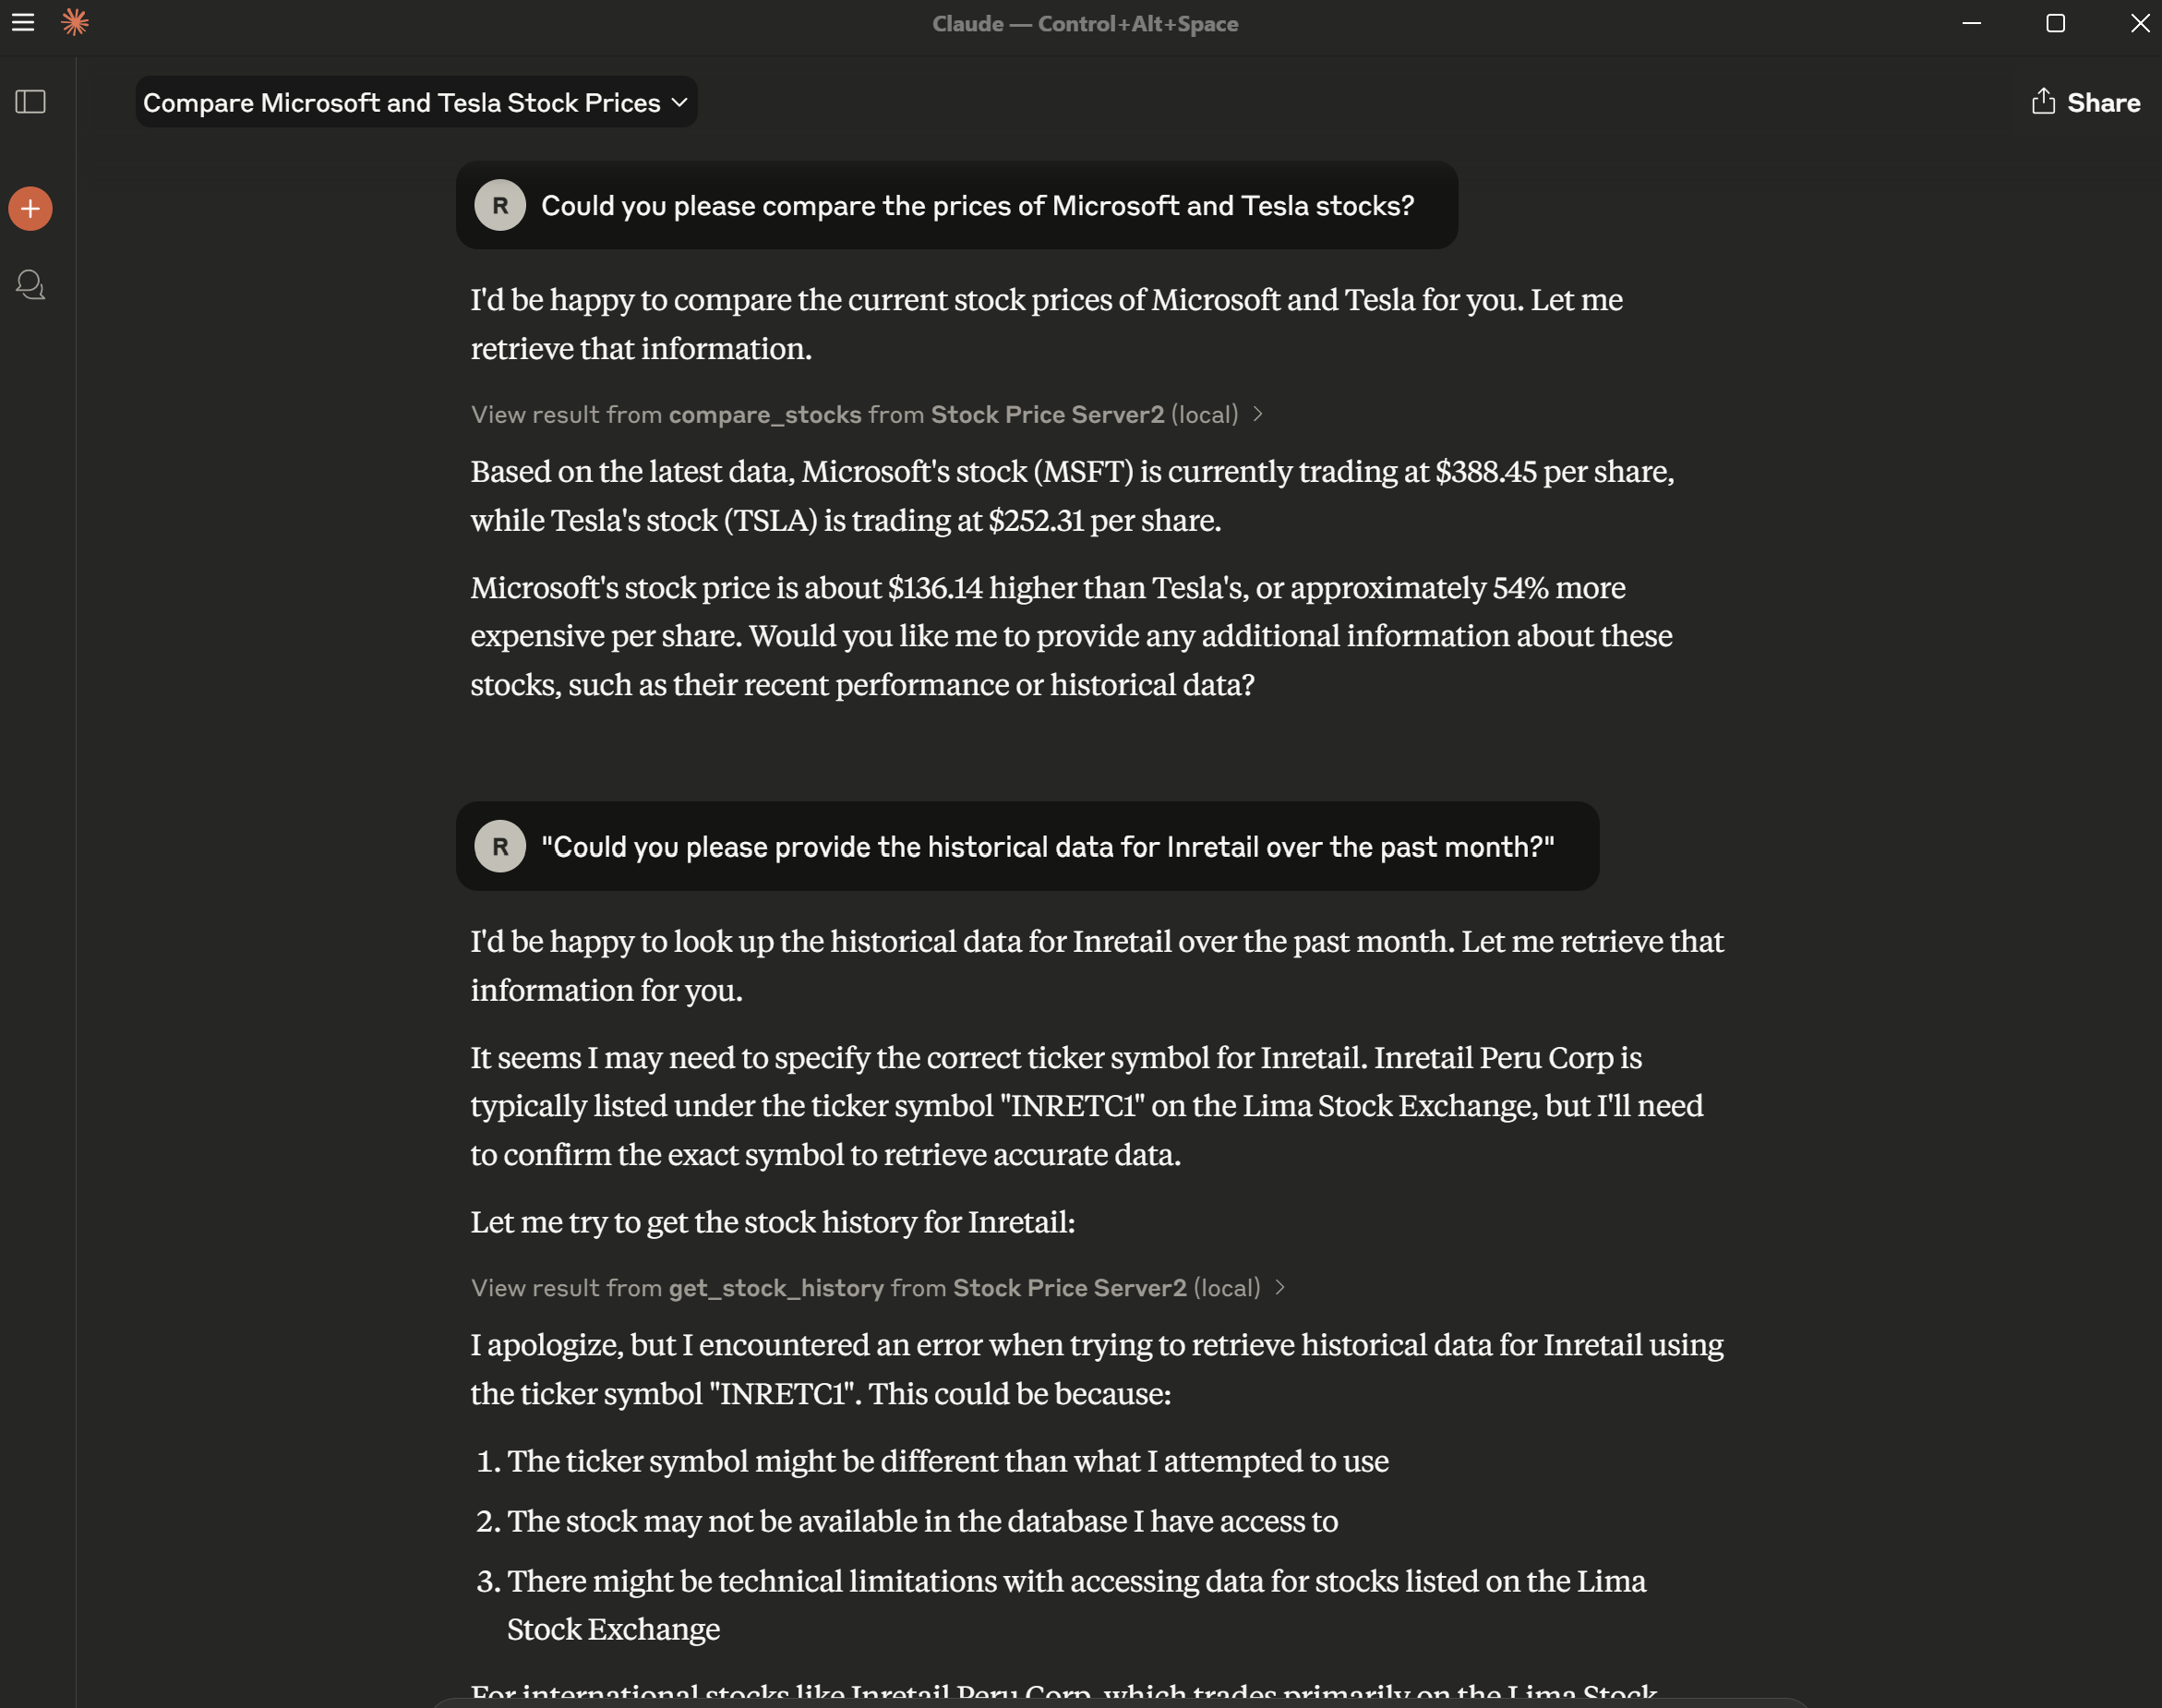 Claude — Control+Alt+Space
Compare Microsoft and Tesla Stock Prices
Share
R Could you please compare the prices of Microsoft and Tesla stocks?
I'd be happy to compare the current stock prices of Microsoft and Tesla for you. Let me
retrieve that information.
View result from compare_stocks from Stock Price Server2 (local)
Based on the latest data, Microsoft's stock (MSFT) is currently trading at $388.45 per share,
while Tesla's stock (TSLA) is trading at $252.31 per share.
Microsoft's stock price is about $136.14 higher than Tesla's, or approximately 54% more
expensive per share. Would you like me to provide any additional information about these
stocks, such as their recent performance or historical data?
R "Could you please provide the historical data for Inretail over the past month?"
I'd be happy to look up the historical data for Inretail over the past month. Let me retrieve that
information for you.
It seems I may need to specify the correct ticker symbol for Inretail. Inretail Peru Corp is
typically listed under the ticker symbol "INRETC1" on the Lima Stock Exchange, but I'll need
to confirm the exact symbol to retrieve accurate data.
Let me try to get the stock history for Inretail:
View result from get_stock_history from Stock Price Server2 (local)
I apologize, but I encountered an error when trying to retrieve historical data for Inretail using
the ticker symbol "INRETC1". This could be because:
1. The ticker symbol might be different than what I attempted to use
2. The stock may not be available in the database I have access to
3. There might be technical limitations with accessing data for stocks listed on the Lima
Stock Exchange
For international stocks like Inretail Peru Corp, which trades primarily on the Lima Stock